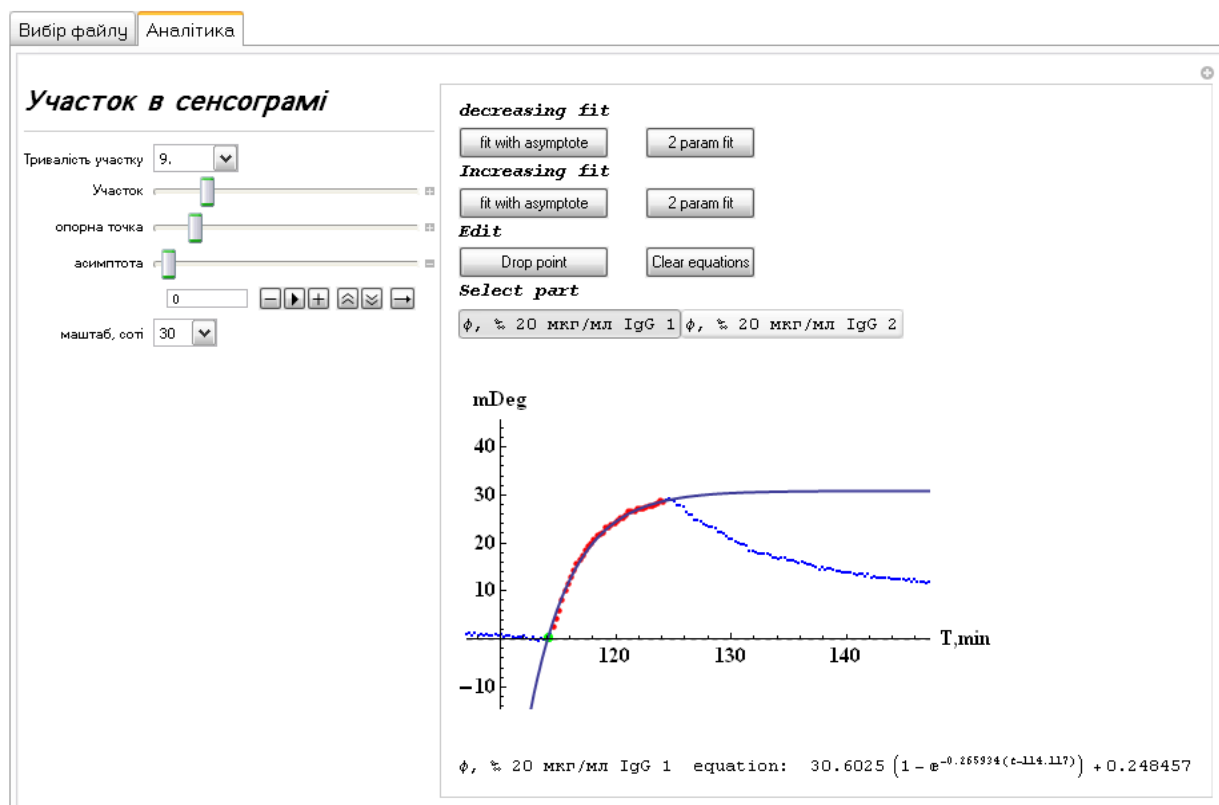 Вибір файлу Аналітика
Участок в сенсограмі
Тривалість участку 9.
Участок
опорна точка
асимптота
0
маштаб, соті 30
decreasing fit
fit with asymptote 2 param fit
Increasing fit
fit with asymptote 2 param fit
Edit
Drop point Clear equations
Select part
ϕ, ‰ 20 мкг/мл IgG 1 ϕ, ‰ 20 мкг/мл IgG 2
mDeg
40
30
20
10
-10
120 130 140
T,min
ϕ, ‰ 20 мкг/мл IgG 1 equation: 30.6025 (1 - e^-0.265934(t-114.117)) + 0.248457